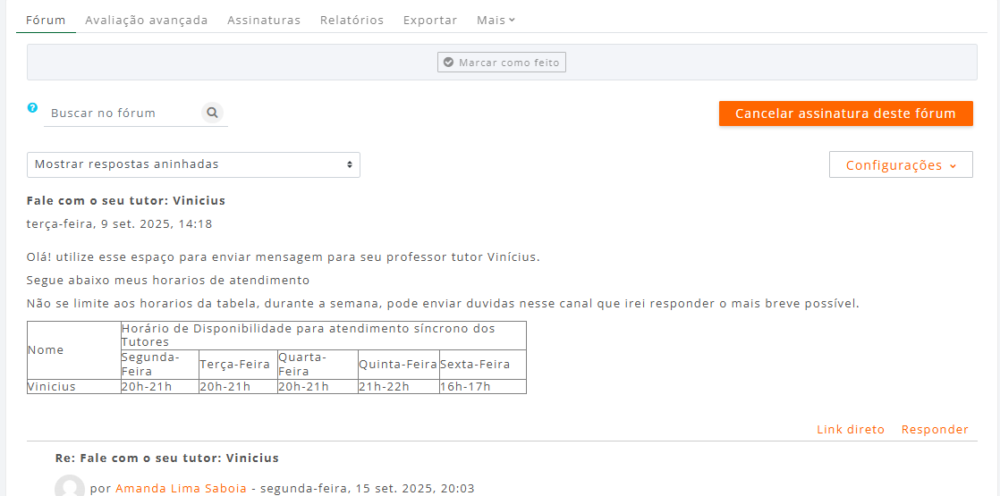 Fórum Avaliação avançada Assinaturas Relatórios Exportar Mais
Marcar como feito
Buscar no fórum
Cancelar assinatura deste fórum
Mostrar respostas aninhadas
Configurações
Fale com o seu tutor: Vinicius
terça-feira, 9 set. 2025, 14:18
Olá! utilize esse espaço para enviar mensagem para seu professor tutor Vinícius.
Segue abaixo meus horarios de atendimento
Não se limite aos horarios da tabela, durante a semana, pode enviar duvidas nesse canal que irei responder o mais breve possível.
Nome
Horário de Disponibilidade para atendimento síncrono dos
Tutores
Segunda-
Feira
Terça-Feira
Quarta-
Feira
Quinta-Feira
Sexta-Feira
Vinicius 20h-21h 20h-21h 20h-21h 21h-22h 16h-17h
Link direto Responder
Re: Fale com o seu tutor: Vinicius
por Amanda Lima Saboia - segunda-feira, 15 set. 2025, 20:03